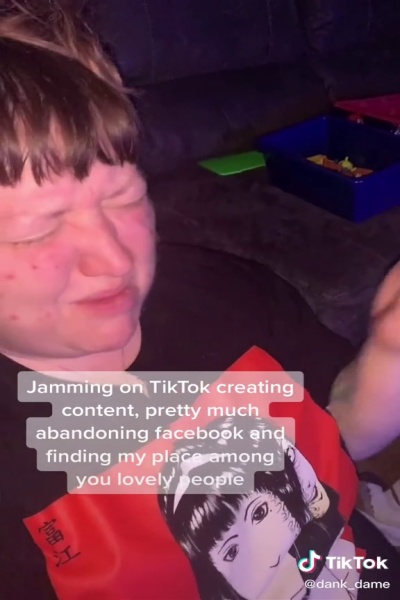 Jamming on TikTok creating
content, pretty much
abandoning facebook and
finding my place among
you lovely people
富江
TikTok
@dank_dame